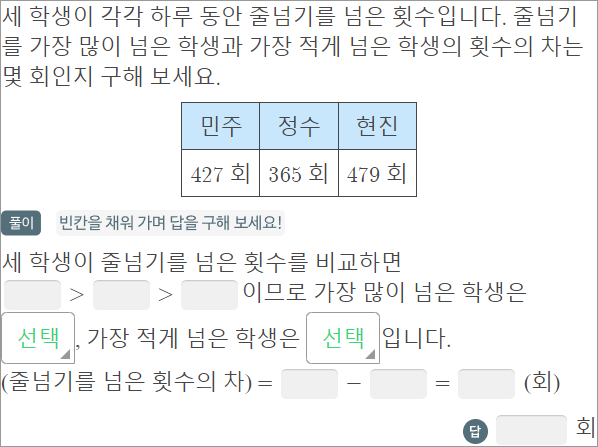 세 학생이 각각 하루 동안 줄넘기를 넘은 횟수입니다. 줄넘기
를 가장 많이 넘은 학생과 가장 적게 넘은 학생의 횟수의 차는
몇 회인지 구해 보세요.
민주 정수 현진
427 회 365 회 479 회
풀이 빈칸을 채워 가며 답을 구해 보세요!
세 학생이 줄넘기를 넘은 횟수를 비교하면
> > 이므로 가장 많이 넘은 학생은
선택, 가장 적게 넘은 학생은 선택 입니다.
(줄넘기를 넘은 횟수의 차) = − = (회)
답 회